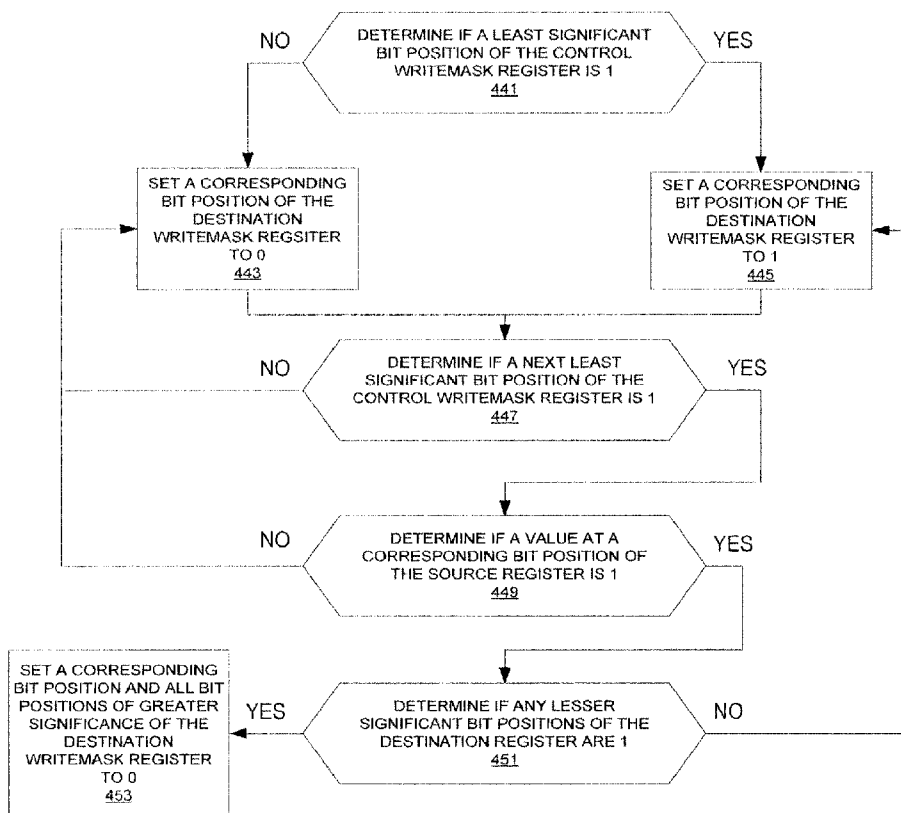 NO
DETERMINE IF A LEAST SIGNIFICANT
BIT POSITION OF THE CONTROL
WRITEMASK REGISTER IS 1
441
YES
SET A CORRESPONDING
BIT POSITION OF THE
DESTINATION
WRITEMASK REGSITER
TO 0
443
SET A CORRESPONDING
BIT POSITION OF THE
DESTINATION
WRITEMASK REGISTER
TO 1
445
NO
DETERMINE IF A NEXT LEAST
SIGNIFICANT BIT POSITION OF THE
CONTROL WRITEMASK REGISTER IS 1
447
YES
NO
DETERMINE IF A VALUE AT A
CORRESPONDING BIT POSITION OF
THE SOURCE REGISTER IS 1
449
YES
SET A CORRESPONDING
BIT POSITION AND ALL BIT
POSITIONS OF GREATER
SIGNIFICANCE OF THE
DESTINATION
WRITEMASK REGISTER
TO 0
453
YES
DETERMINE IF ANY LESSER
SIGNIFICANT BIT POSITIONS OF THE
DESTINATION REGISTER ARE 1
451
NO